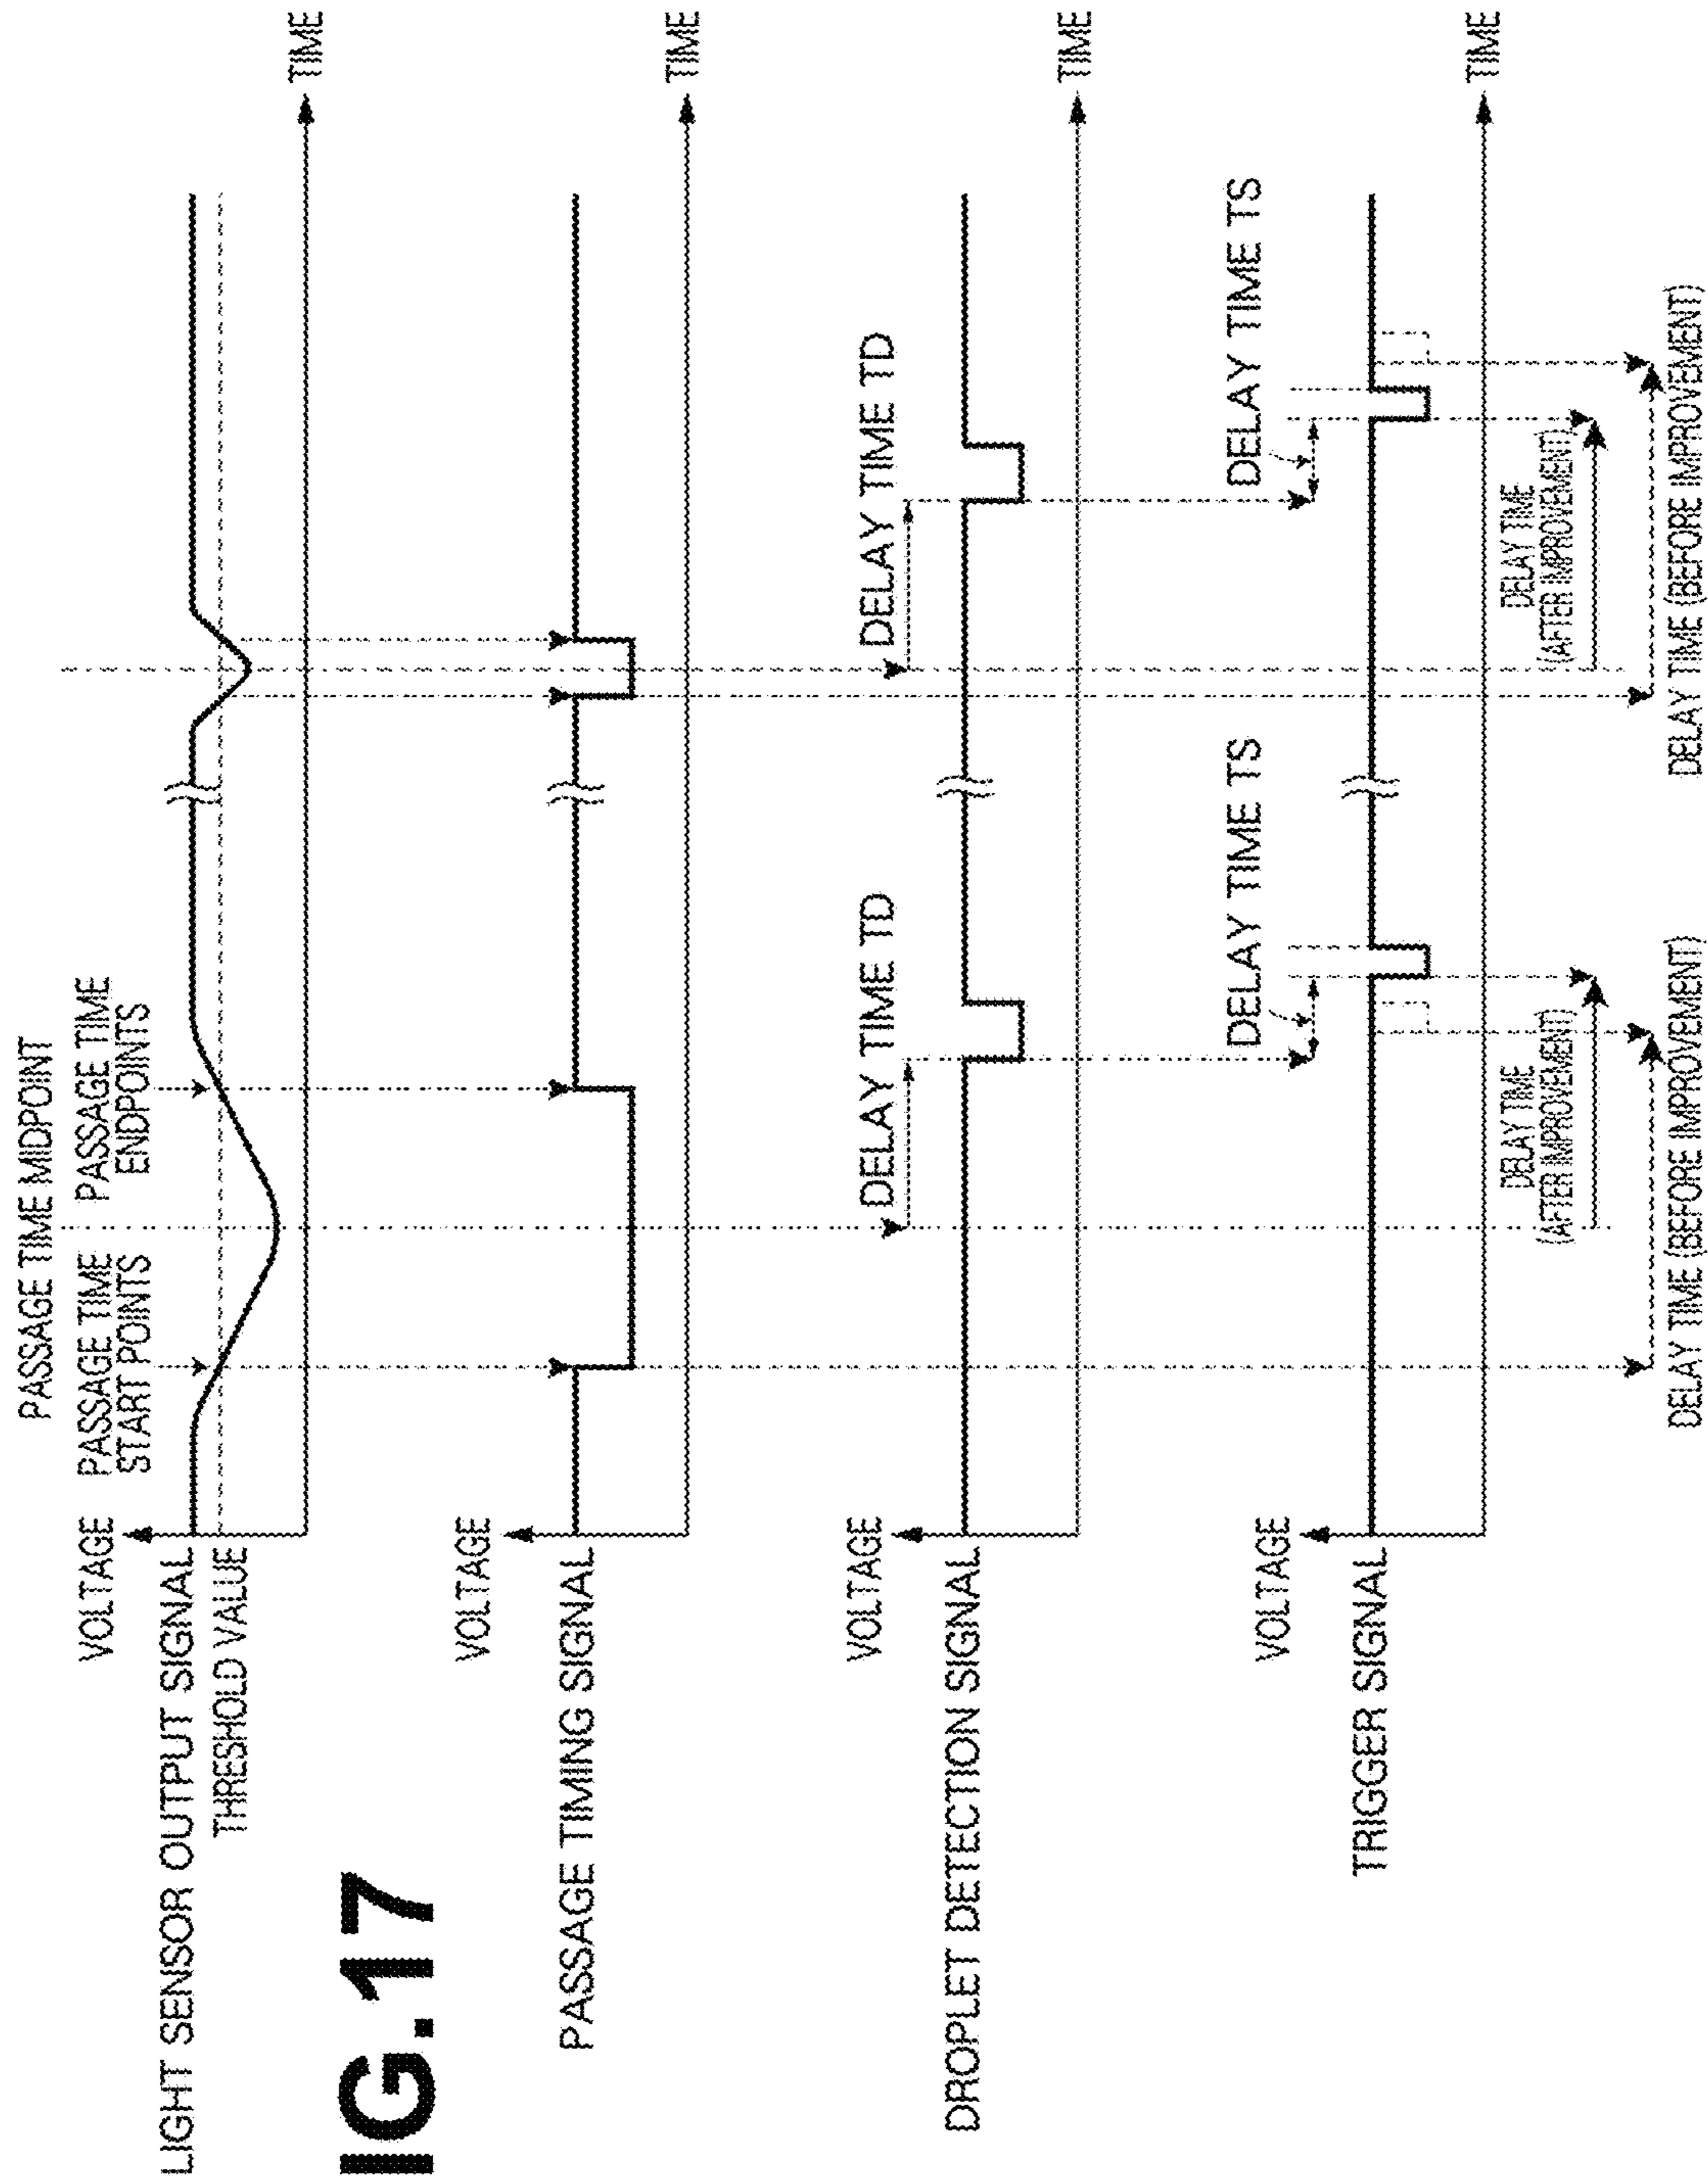 IG.17
PASSAGE TIME MIDPOINT
PASSAGE TIME
START POINTS
PASSAGE TIME
ENDPOINTS
VOLTAGE
LIGHT SENSOR OUTPUT SIGNAL
THRESHOLD VALUE
TIME
VOLTAGE
PASSAGE TIMING SIGNAL
TIME
VOLTAGE
DELAY TIME TD
DELAY TIME TD
DROPLET DETECTION SIGNAL
TIME
VOLTAGE
DELAY TIME TS
DELAY TIME TS
TRIGGER SIGNAL
TIME
DELAY TIME
(AFTER IMPROVEMENT)
DELAY TIME
(AFTER IMPROVEMENT)
DELAY TIME (BEFORE IMPROVEMENT)
DELAY TIME (BEFORE IMPROVEMENT)